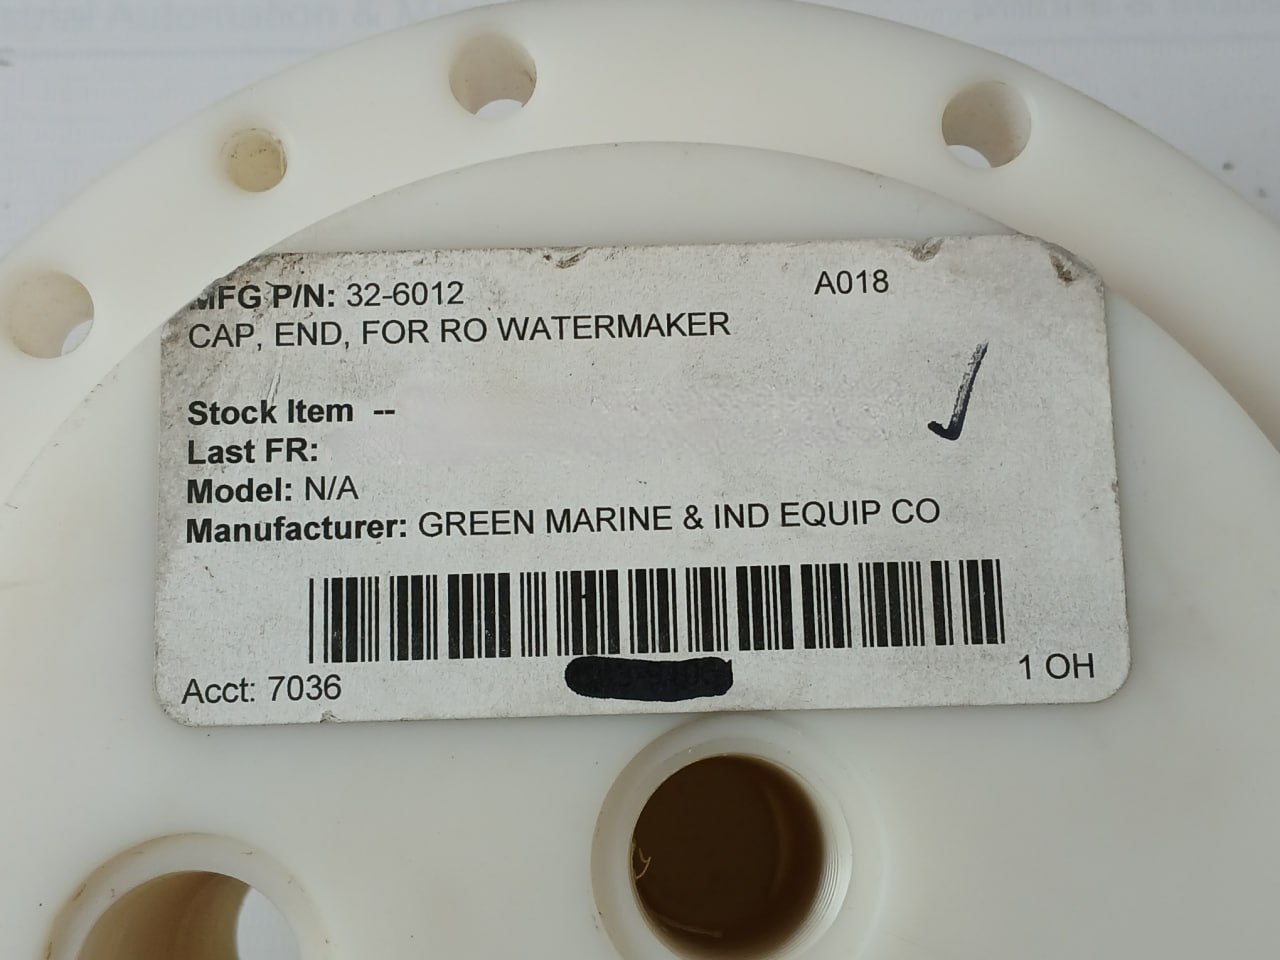 MFG P/N: 32-6012
A018
CAP, END, FOR RO WATERMAKER
Stock Item --
Last FR:
Model: N/A
Manufacturer: GREEN MARINE & IND EQUIP CO
Acct: 7036
1 OH